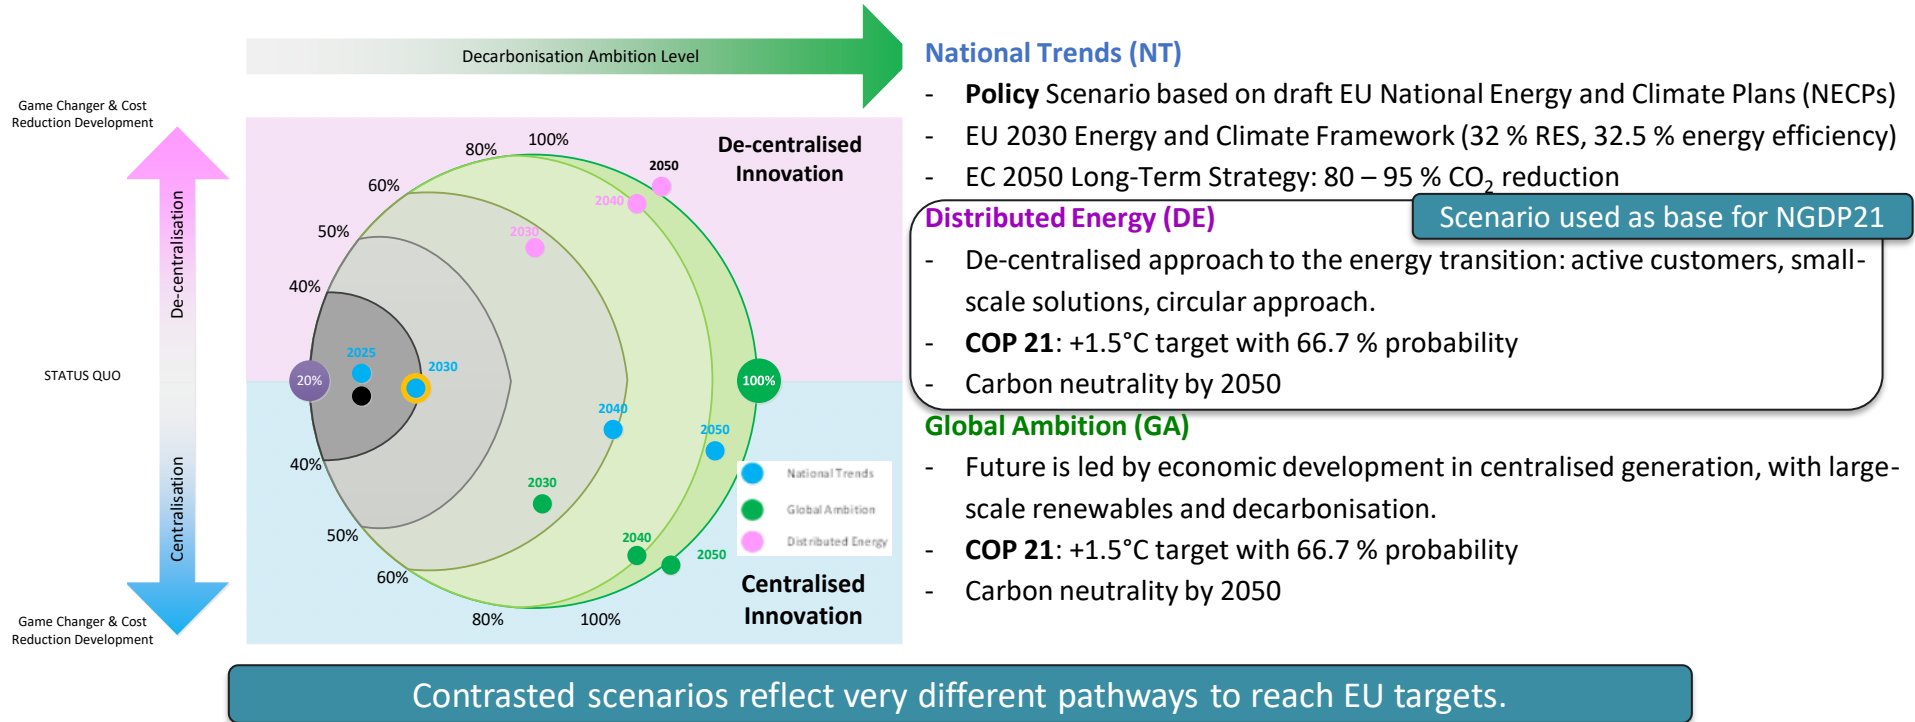 Decarbonisation Ambition Level
Game Changer & Cost
Reduction Development
De-centralisation
STATUS QUO
Centralisation
Game Changer & Cost
Reduction Development
De-centralised
Innovation
100%
80%
60%
50%
40%
2050
2040
2030
2025
2030
20%
100%
2040
2050
2030
2040
2050
40%
50%
60%
80%
100%
National Trends
Global Ambition
Distributed Energy
Centralised
Innovation
National Trends (NT)
- Policy Scenario based on draft EU National Energy and Climate Plans (NECPs)
- EU 2030 Energy and Climate Framework (32 % RES, 32.5 % energy efficiency)
- EC 2050 Long-Term Strategy: 80 – 95 % CO₂ reduction
Distributed Energy (DE)
Scenario used as base for NGDP21
- De-centralised approach to the energy transition: active customers, small-
scale solutions, circular approach.
- COP 21: +1.5°C target with 66.7 % probability
- Carbon neutrality by 2050
Global Ambition (GA)
- Future is led by economic development in centralised generation, with large-
scale renewables and decarbonisation.
- COP 21: +1.5°C target with 66.7 % probability
- Carbon neutrality by 2050
Contrasted scenarios reflect very different pathways to reach EU targets.